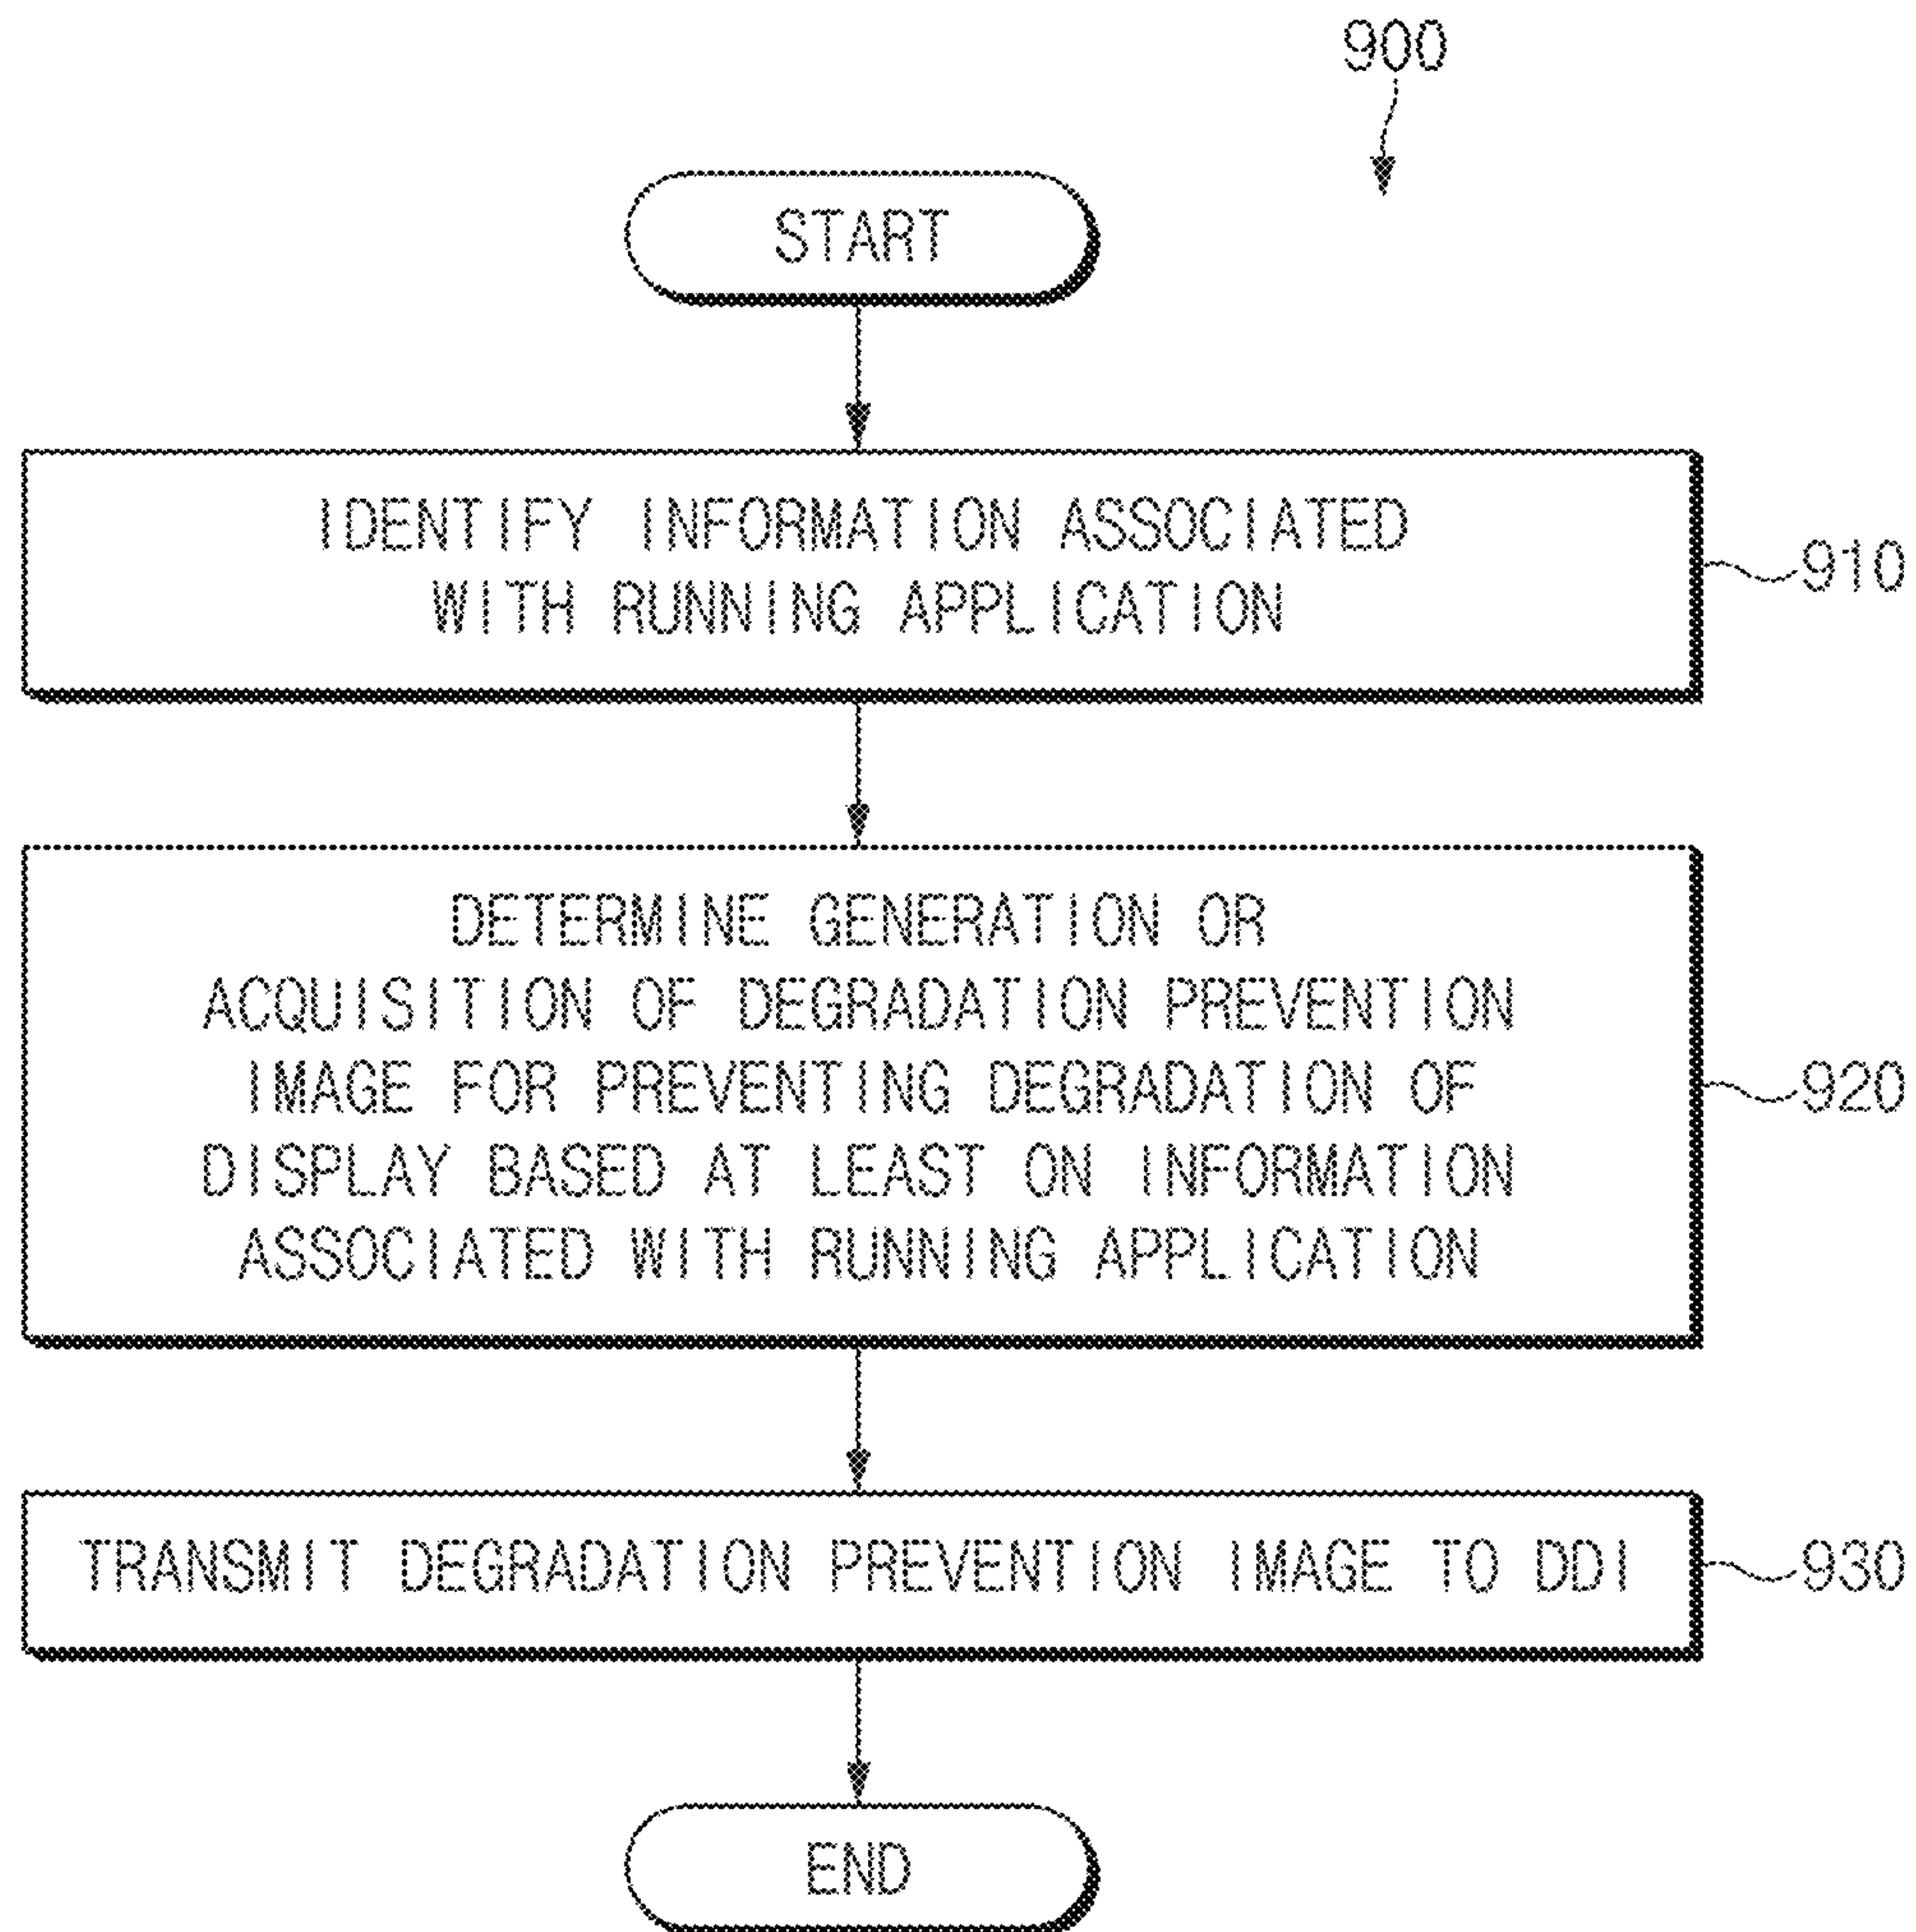 900
START
IDENTIFY INFORMATION ASSOCIATED
WITH RUNNING APPLICATION
910
DETERMINE GENERATION OR
ACQUISITION OF DEGRADATION PREVENTION
IMAGE FOR PREVENTING DEGRADATION OF
DISPLAY BASED AT LEAST ON INFORMATION
ASSOCIATED WITH RUNNING APPLICATION
920
TRANSMIT DEGRADATION PREVENTION IMAGE TO DDI
930
END